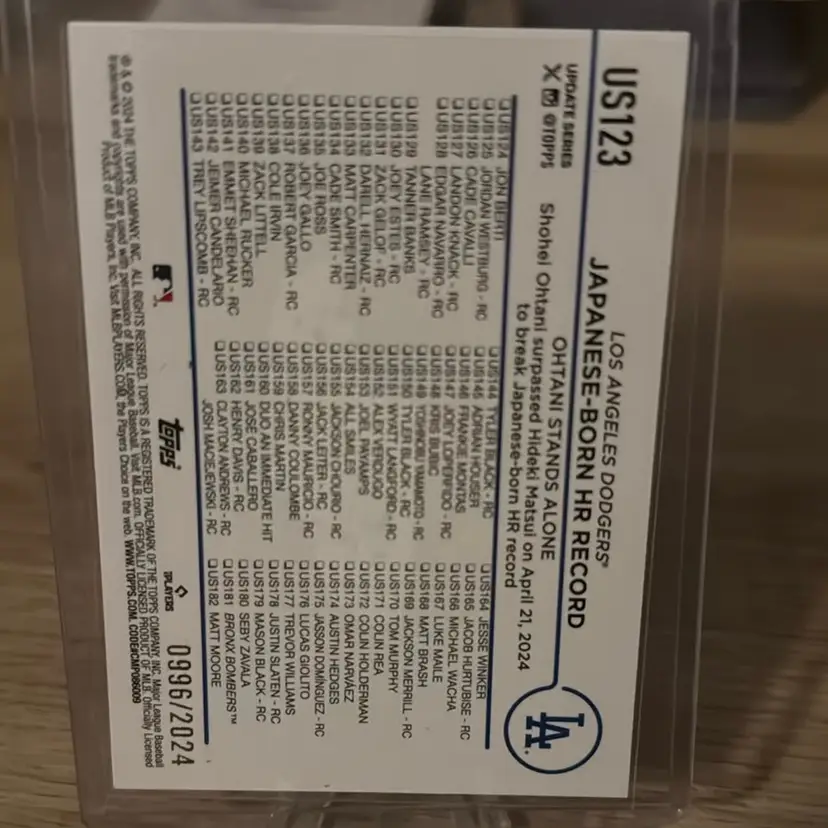 US123
UPDATE SERIES
@TOPPS
LOS ANGELES DODGERS®
JAPANESE-BORN HR RECORD
OHTANI STANDS ALONE
Shohei Ohtani surpassed Hideki Matsui on April 21, 2024
to break Japanese-born HR record
LA
US124 JON BERTI
US125 JORDAN WESTBURG - RC
US126 CADE CAVALLI
US127 LANDON KNACK - RC
US128 EDGAR NAVARRO - RC
LANE RAMSEY - RC
US129 TANNER BANKS
US130 JOEY ESTES - RC
US131 ZACK GELOF - RC
US132 DARELL HERNAIZ - RC
US133 MATT CARPENTER
US134 CADE SMITH - RC
US135 JOE ROSS
US136 JOEY GALLO
US137 ROBERT GARCIA - RC
US138 COLE IRVIN
US139 ZACK LITTELL
US140 MICHAEL RUCKER
US141 EMMET SHEEHAN - RC
US142 JEIMER CANDELARIO
US143 TREY LIPSCOMB - RC
US144 TYLER BLACK - RC
US145 ADRIAN HOUSER
US146 FRANKIE MONTAS
US147 JOEY LOPERFIDO - RC
US148 KRIS BUBIC
US149 YOSHINOBU YAMAMOTO - RC
US150 TYLER BLACK - RC
US151 WYATT LANGFORD - RC
US152 ALEX VERDUGO
US153 JOEL PAYAMPS
US154 ALL SMILES
US155 JACKSON CHOURIO - RC
US156 JACK LEITER - RC
US157 RONNY MAURICIO - RC
US158 DANNY COULOMBE
US159 CHRIS MARTIN
US160 DUO AN IMMEDIATE HIT
US161 JOSÉ CABALLERO
US162 HENRY DAVIS - RC
US163 CLAYTON ANDREWS - RC
JOSH MACIEJEWSKI - RC
US164 JESSE WINKER
US165 JACOB HURTUBISE - RC
US166 MICHAEL WACHA
US167 LUKE MAILE
US168 MATT BRASH
US169 JACKSON MERRILL - RC
US170 TOM MURPHY
US171 COLIN REA
US172 COLIN HOLDERMAN
US173 OMAR NARVÁEZ
US174 AUSTIN HEDGES
US175 JASSON DOMÍNGUEZ - RC
US176 LUCAS GIOLITO
US177 TREVOR WILLIAMS
US178 JUSTIN SLATEN - RC
US179 MASON BLACK - RC
US180 SEBY ZAVALA
US181 BRONX BOMBERS™
US182 MATT MOORE
topps
PLAYERS
0996/2024
® & © 2024 THE TOPPS COMPANY, INC. ALL RIGHTS RESERVED. TOPPS IS A REGISTERED TRADEMARK OF THE TOPPS COMPANY, INC. Major League Baseball
trademarks and copyrights are used with permission of Major League Baseball. Visit MLB.com. OFFICIALLY LICENSED PRODUCT OF MLB. Officially Licensed
Product of MLB Players, Inc. Visit MLBPLAYERS.COM, the Players Choice on the web. WWW.TOPPS.COM. CODE#CMP086009